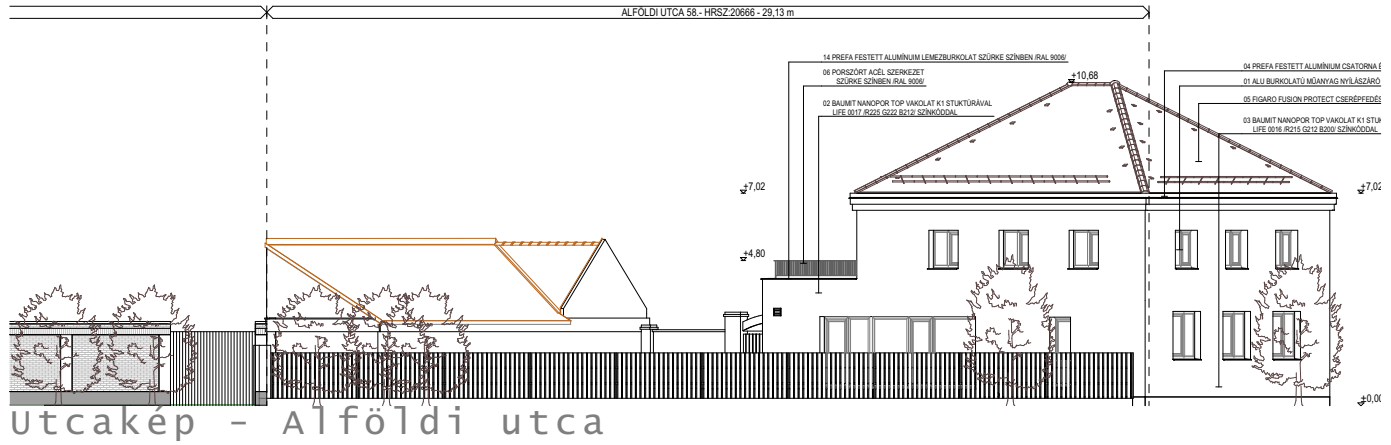 ALFÖLDI UTCA 58.- HRSZ:20666 - 29,13 m
14 PREFA FESTETT ALUMÍNUIM LEMEZBURKOLAT SZÜRKE SZÍNBEN /RAL 9006/
06 PORSZÓRT ACÉL SZERKEZET
SZÜRKE SZÍNBEN /RAL 9006/
02 BAUMIT NANOPOR TOP VAKOLAT K1 STUKTÚRÁVAL
LIFE 0017 /R225 G222 B212/ SZÍNKÓDDAL
+10,68
04 PREFA FESTETT ALUMÍNIUM CSATORNA É
01 ALU BURKOLATÚ MŰANYAG NYÍLÁSZÁRÓ
05 FIGARO FUSION PROTECT CSERÉPFEDÉS
03 BAUMIT NANOPOR TOP VAKOLAT K1 STUK
LIFE 0016 /R215 G212 B200/ SZÍNKÓDDAL
+7,02
+7,02
+4,80
±0,00
Utcakép - Alföldi utca